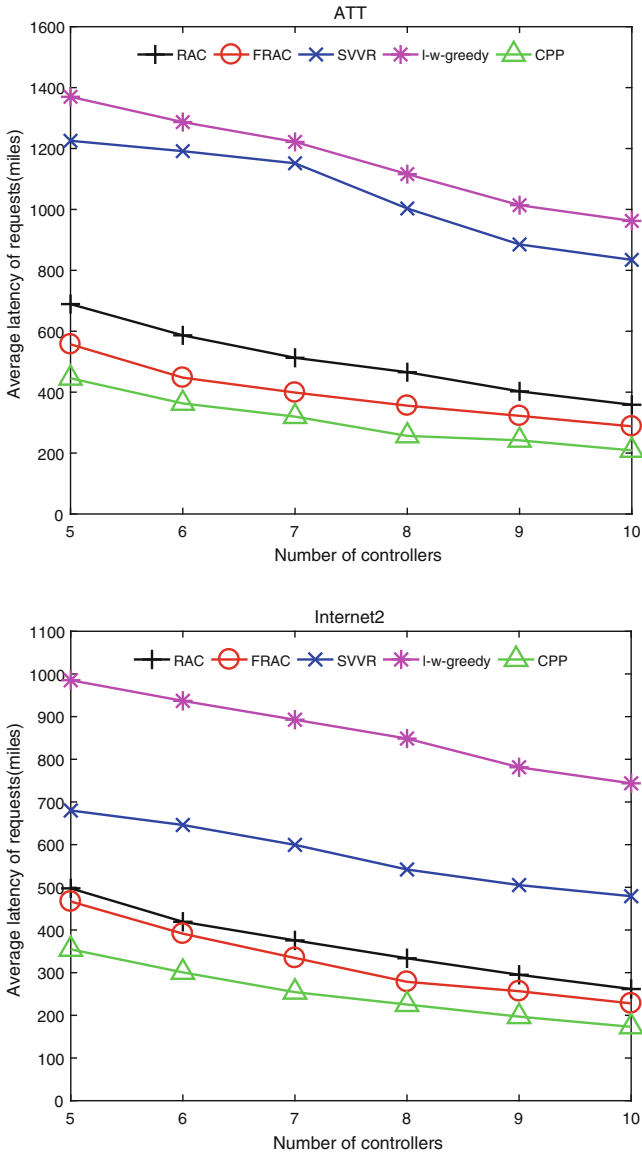 ATT
1600
RAC FRAC SVVR l-w-greedy CPP
1400
1200
1000
800
600
400
200
0
Average latency of requests(miles)
5 6 7 8 9 10
Number of controllers
Internet2
1100
RAC FRAC SVVR l-w-greedy CPP
1000
900
800
700
600
500
400
300
200
100
0
Average latency of requests(miles)
5 6 7 8 9 10
Number of controllers